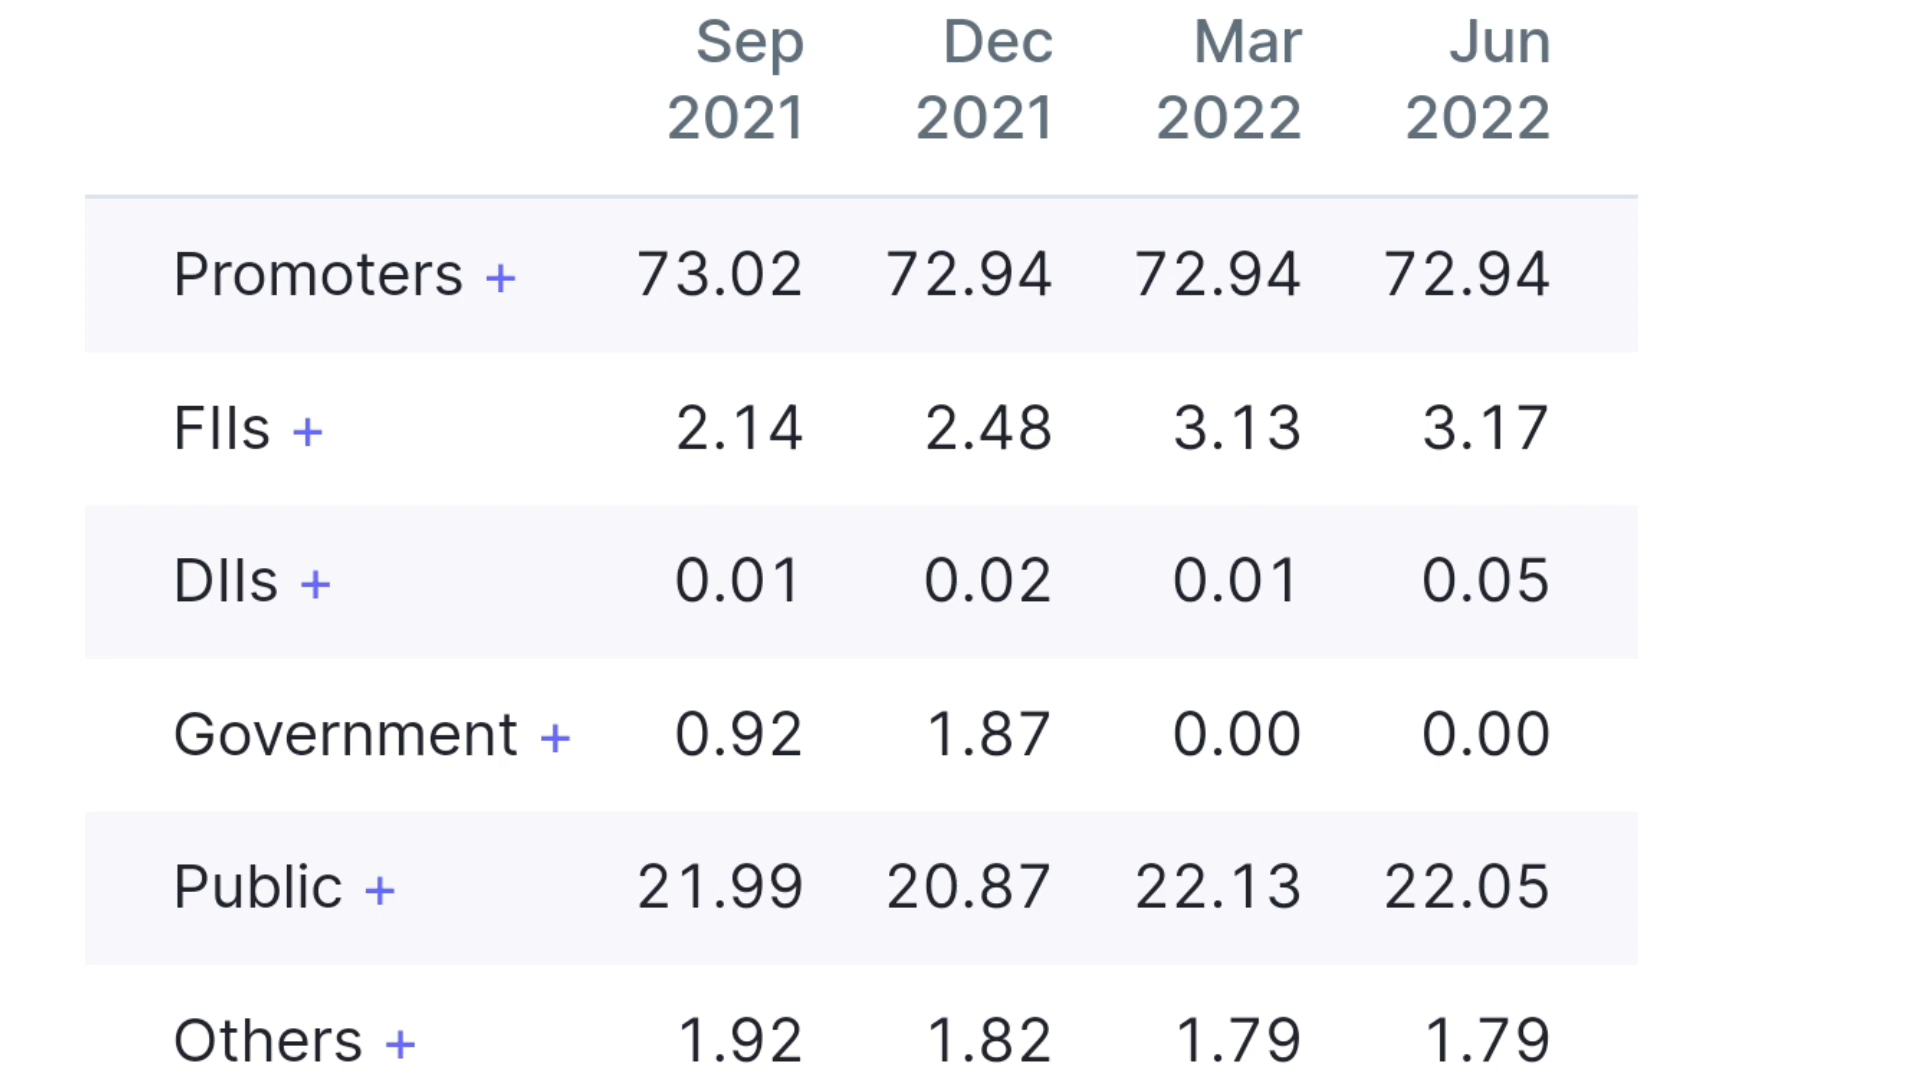 Sep Dec Mar Jun
2021 2021 2022 2022
Promoters + 73.02 72.94 72.94 72.94
FIIs + 2.14 2.48 3.13 3.17
DIIs + 0.01 0.02 0.01 0.05
Government + 0.92 1.87 0.00 0.00
Public + 21.99 20.87 22.13 22.05
Others + 1.92 1.82 1.79 1.79